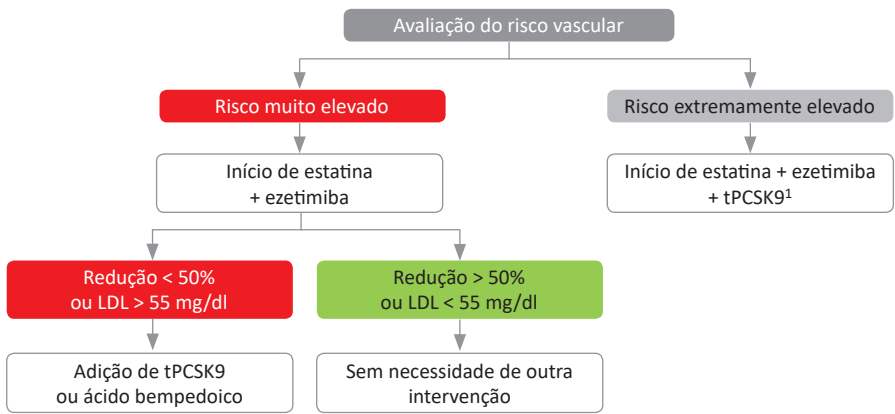 Avaliação do risco vascular
Risco muito elevado
Risco extremamente elevado
Início de estatina
+ ezetimiba
Início de estatina + ezetimiba
+ tPCSK9¹
Redução < 50%
ou LDL > 55 mg/dl
Redução > 50%
ou LDL < 55 mg/dl
Adição de tPCSK9
ou ácido bempedoico
Sem necessidade de outra
intervenção